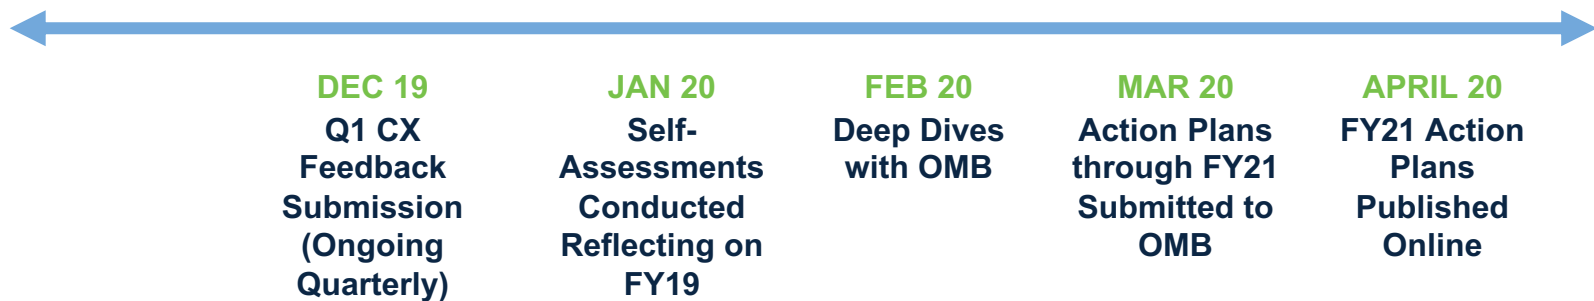 DEC 19
Q1 CX
Feedback
Submission
(Ongoing
Quarterly)
JAN 20
Self-
Assessments
Conducted
Reflecting on
FY19
FEB 20
Deep Dives
with OMB
MAR 20
Action Plans
through FY21
Submitted to
OMB
APRIL 20
FY21 Action
Plans
Published
Online